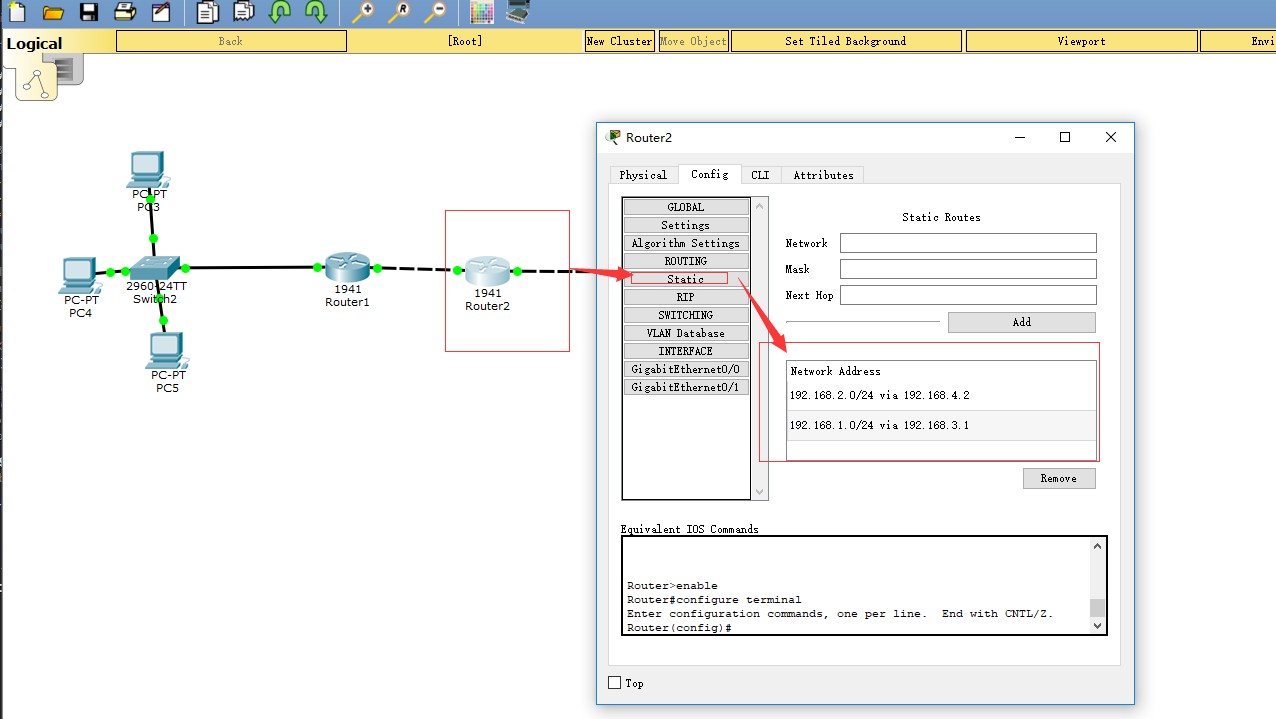 Logical
Back
[Root]
New Cluster
Move Object
Set Tiled Background
Viewport
Envi
PC-PT
PC3
PC-PT
PC4
2960-24TT
Switch2
PC-PT
PC5
1941
Router1
1941
Router2
Router2
Physical
Config
CLI
Attributes
GLOBAL
Settings
Algorithm Settings
ROUTING
Static
RIP
SWITCHING
VLAN Database
INTERFACE
GigabitEthernet0/0
GigabitEthernet0/1
Static Routes
Network
Mask
Next Hop
Add
Network Address
192.168.2.0/24 via 192.168.4.2
192.168.1.0/24 via 192.168.3.1
Remove
Equivalent IOS Commands
Router>enable
Router#configure terminal
Enter configuration commands, one per line.  End with CNTL/Z.
Router(config)#
Top